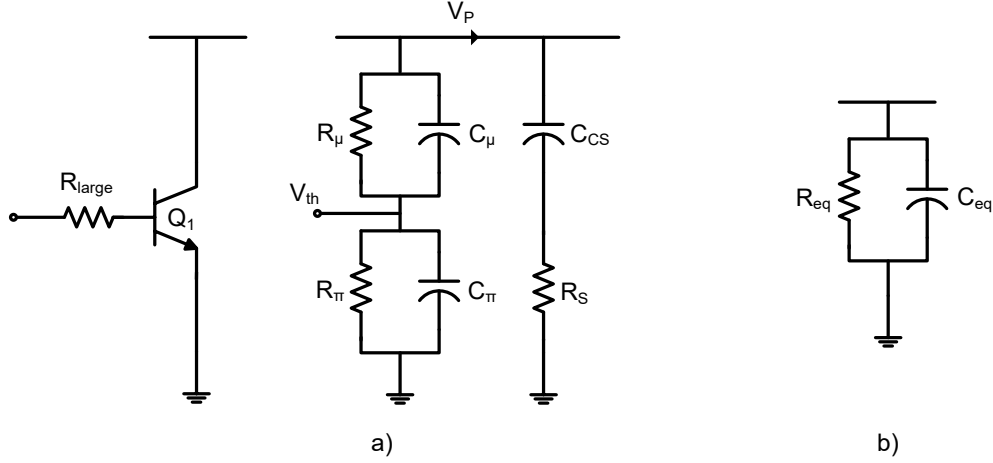 V_P
R_μ
C_μ
C_CS
R_large
Q_1
V_th
R_eq
C_eq
R_π
C_π
R_S
a)
b)